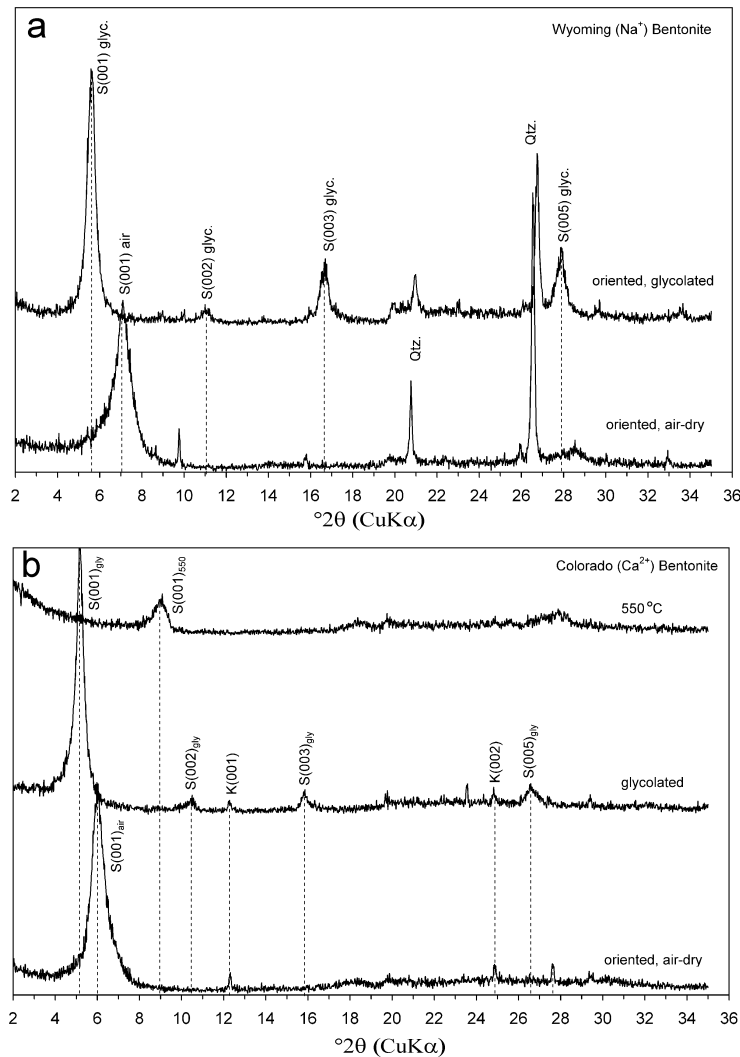 a
Wyoming (Na⁺) Bentonite
S(001) glyc.
S(001) air
S(002) glyc.
S(003) glyc.
Qtz.
Qtz.
S(005) glyc.
oriented, glycolated
oriented, air-dry
2 4 6 8 10 12 14 16 18 20 22 24 26 28 30 32 34 36
°2θ (CuKα)
b
Colorado (Ca²⁺) Bentonite
S(001)gly
S(001)550
550 °C
S(002)gly
K(001)
S(003)gly
K(002)
S(005)gly
glycolated
S(001)air
oriented, air-dry
2 4 6 8 10 12 14 16 18 20 22 24 26 28 30 32 34 36
°2θ (CuKα)